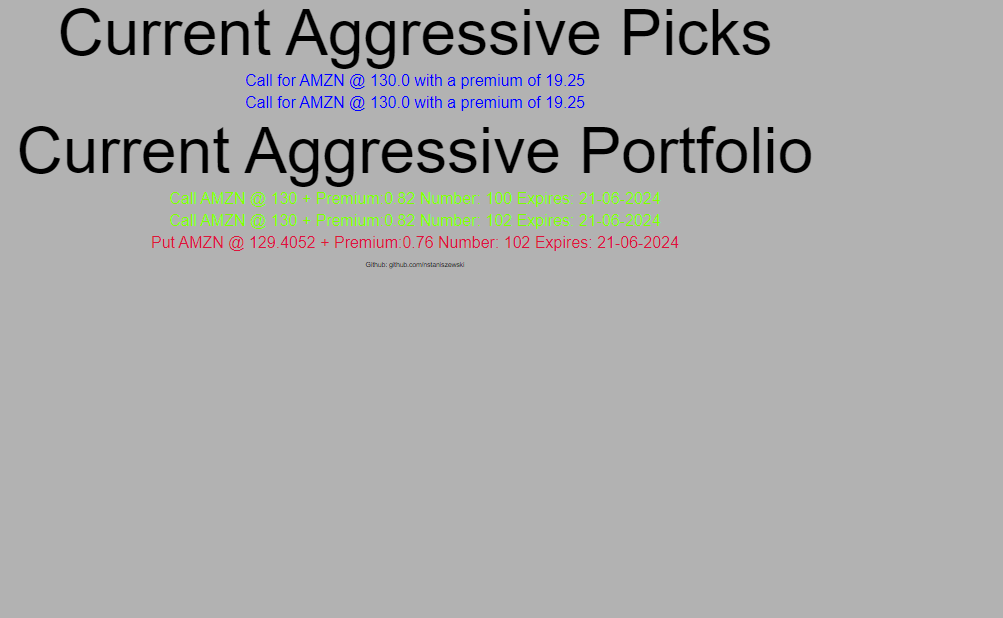 Current Aggressive Picks
Call for AMZN @ 130.0 with a premium of 19.25
Call for AMZN @ 130.0 with a premium of 19.25
Current Aggressive Portfolio
Call AMZN @ 130 + Premium:0.82 Number: 100 Expires: 21-06-2024
Call AMZN @ 130 + Premium:0.82 Number: 102 Expires: 21-06-2024
Put AMZN @ 129.4052 + Premium:0.76 Number: 102 Expires: 21-06-2024
Github: github.com/nstaniszewski